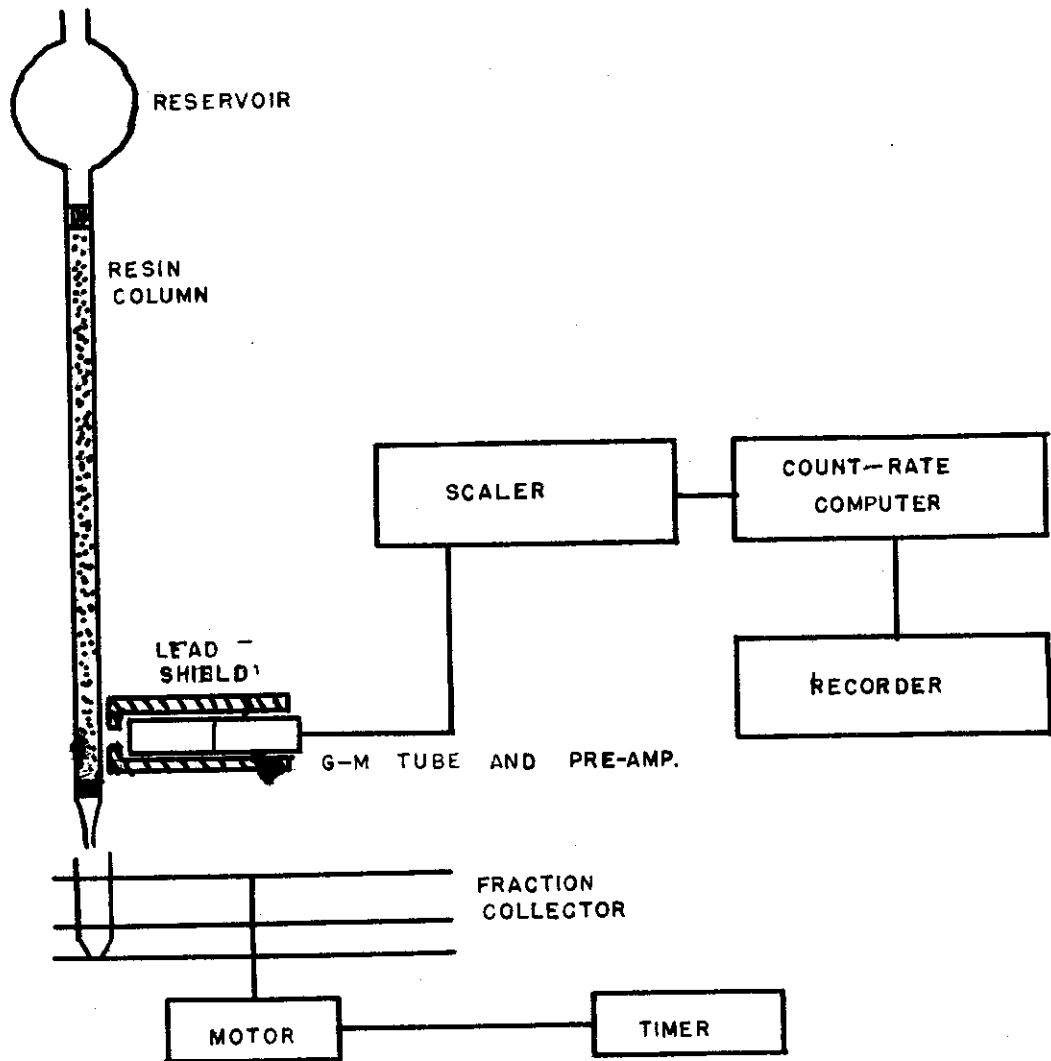 RESERVOIR
RESIN
COLUMN
SCALER
COUNT-RATE
COMPUTER
LEAD
SHIELD
RECORDER
G-M TUBE AND PRE-AMP.
FRACTION
COLLECTOR
MOTOR
TIMER